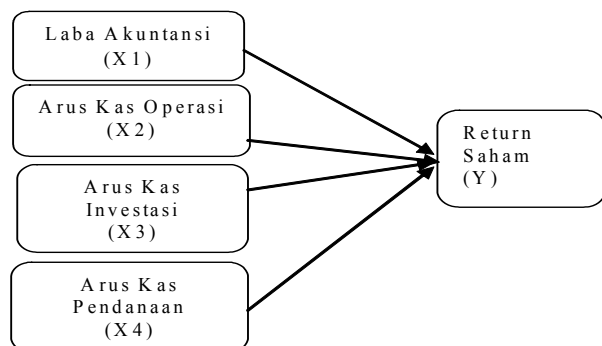 Laba Akuntansi
(X1)
Arus Kas Operasi
(X2)
Arus Kas
Investasi
(X3)
Arus Kas
Pendanaan
(X4)
Return
Saham
(Y)